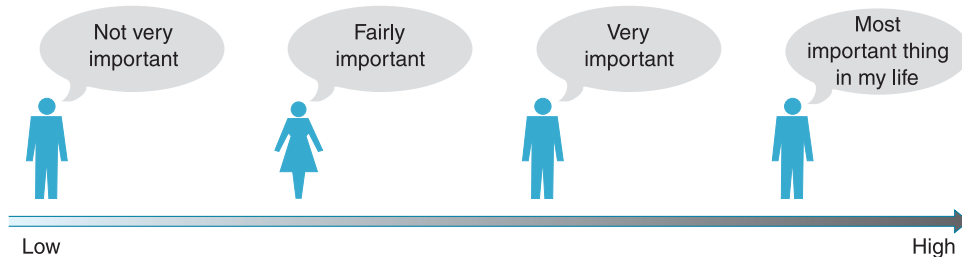 Not very
important
Fairly
important
Very
important
Most
important thing
in my life
Low
High